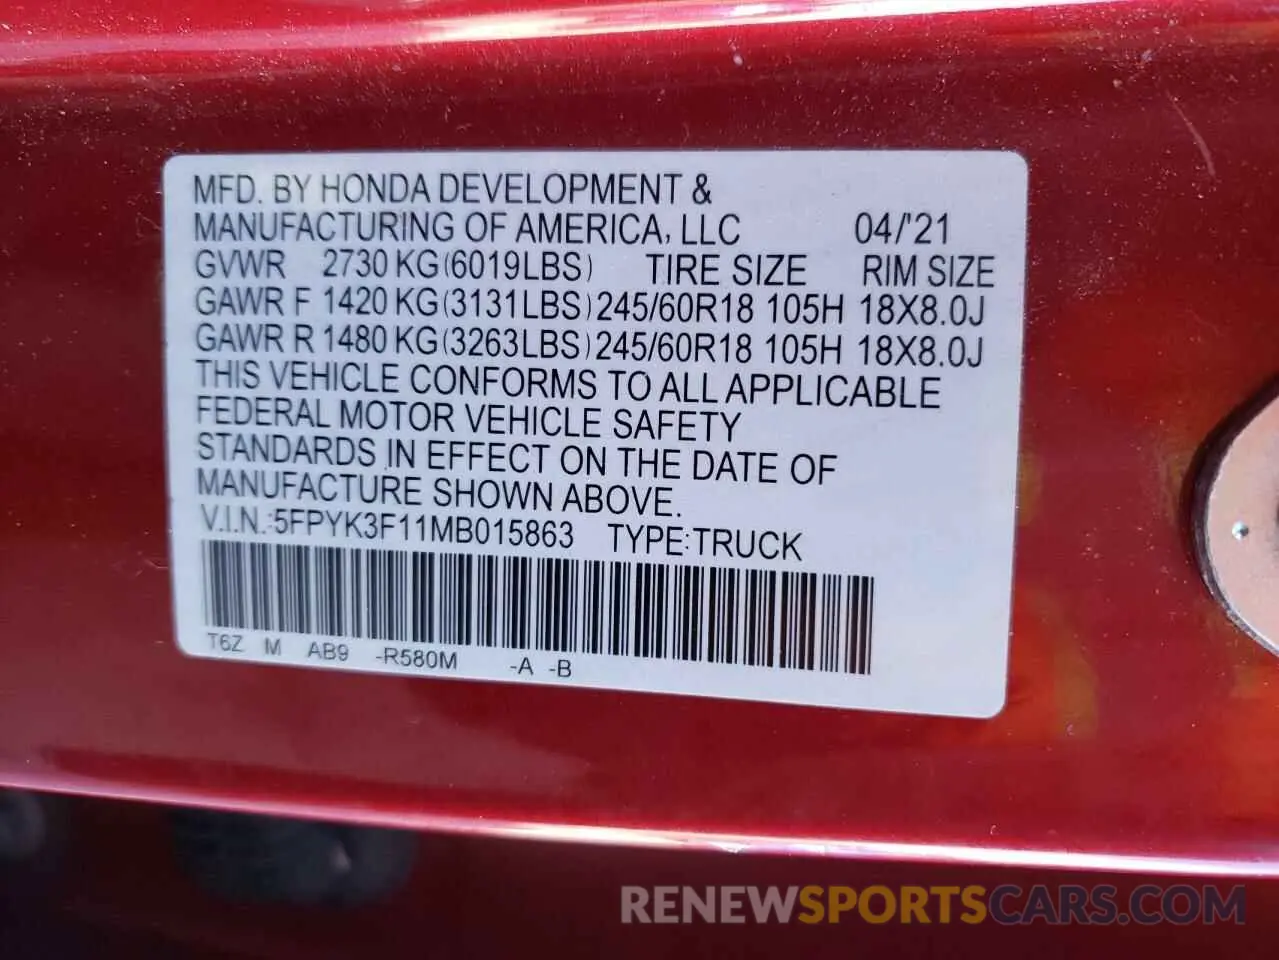 MFD. BY HONDA DEVELOPMENT &
MANUFACTURING OF AMERICA, LLC 04/'21
GVWR 2730 KG(6019LBS) TIRE SIZE RIM SIZE
GAWR F 1420 KG(3131LBS)245/60R18 105H 18X8.0J
GAWR R 1480 KG(3263LBS)245/60R18 105H 18X8.0J
THIS VEHICLE CONFORMS TO ALL APPLICABLE
FEDERAL MOTOR VEHICLE SAFETY
STANDARDS IN EFFECT ON THE DATE OF
MANUFACTURE SHOWN ABOVE.
V.I.N.:5FPYK3F11MB015863 TYPE:TRUCK
T6Z M AB9 -R580M -A -B
RENEWSPORTSCARS.COM